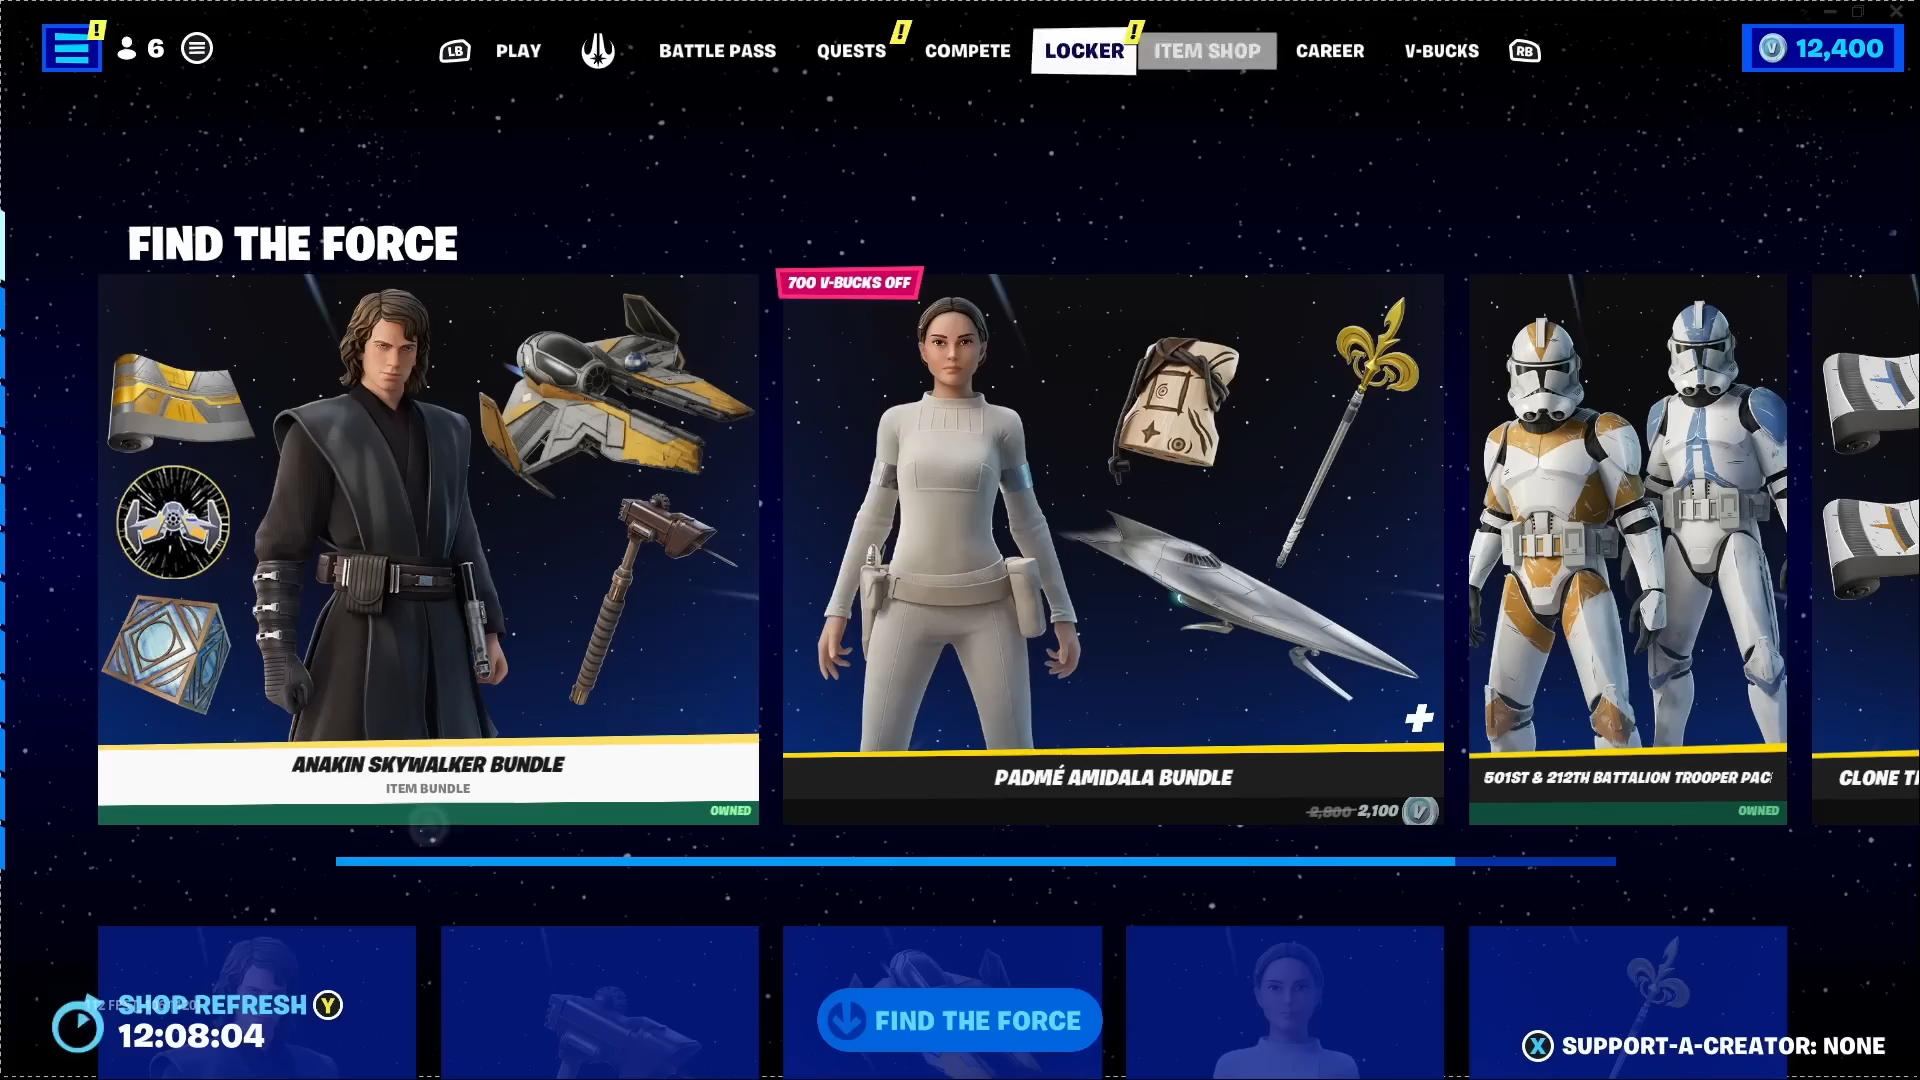 !
6
LB
PLAY
BATTLE PASS
QUESTS
!
COMPETE
LOCKER
!
ITEM SHOP
CAREER
V-BUCKS
RB
V 12,400
FIND THE FORCE
700 V-BUCKS OFF
ANAKIN SKYWALKER BUNDLE
ITEM BUNDLE
OWNED
PADMÉ AMIDALA BUNDLE
2,800 2,100 V
501ST & 212TH BATTALION TROOPER PAC
OWNED
CLONE
SHOP REFRESH Y
12:08:04
FIND THE FORCE
X SUPPORT-A-CREATOR: NONE